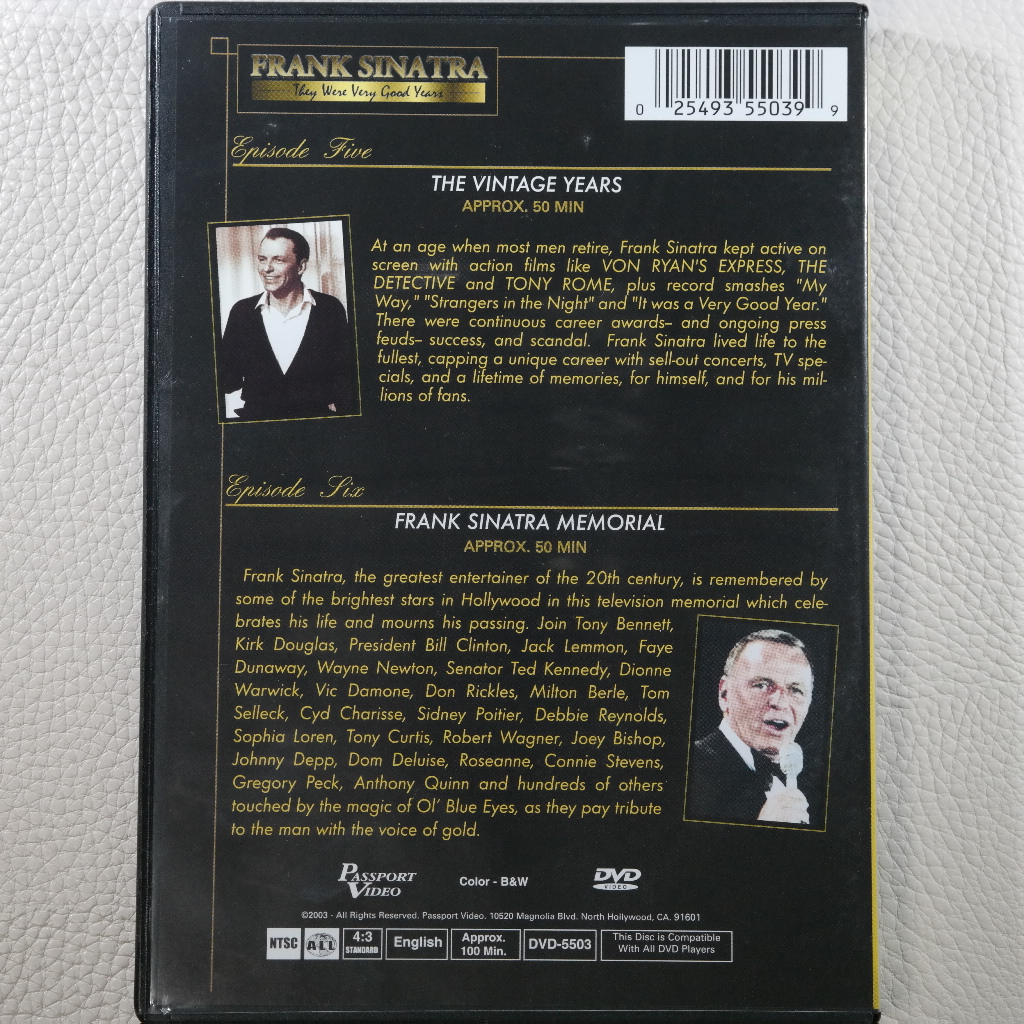 FRANK SINATRA
They Were Very Good Years
0 25493 55039 9
Episode Five
THE VINTAGE YEARS
APPROX. 50 MIN
At an age when most men retire, Frank Sinatra kept active on
screen with action films like VON RYAN'S EXPRESS, THE
DETECTIVE and TONY ROME, plus record smashes "My
Way," "Strangers in the Night" and "It was a Very Good Year."
There were continuous career awards– and ongoing press
feuds– success, and scandal. Frank Sinatra lived life to the
fullest, capping a unique career with sell-out concerts, TV spe-
cials, and a lifetime of memories, for himself, and for his mil-
lions of fans.
Episode Six
FRANK SINATRA MEMORIAL
APPROX. 50 MIN
Frank Sinatra, the greatest entertainer of the 20th century, is remembered by
some of the brightest stars in Hollywood in this television memorial which cele-
brates his life and mourns his passing. Join Tony Bennett,
Kirk Douglas, President Bill Clinton, Jack Lemmon, Faye
Dunaway, Wayne Newton, Senator Ted Kennedy, Dionne
Warwick, Vic Damone, Don Rickles, Milton Berle, Tom
Selleck, Cyd Charisse, Sidney Poitier, Debbie Reynolds,
Sophia Loren, Tony Curtis, Robert Wagner, Joey Bishop,
Johnny Depp, Dom Deluise, Roseanne, Connie Stevens,
Gregory Peck, Anthony Quinn and hundreds of others
touched by the magic of Ol' Blue Eyes, as they pay tribute
to the man with the voice of gold.
PASSPORT
VIDEO
Color - B&W
DVD
VIDEO
©2003 - All Rights Reserved. Passport Video. 10520 Magnolia Blvd. North Hollywood, CA. 91601
NTSC
ALL
4:3
STANDARD
English
Approx.
100 Min.
DVD-5503
This Disc is Compatible
With All DVD Players